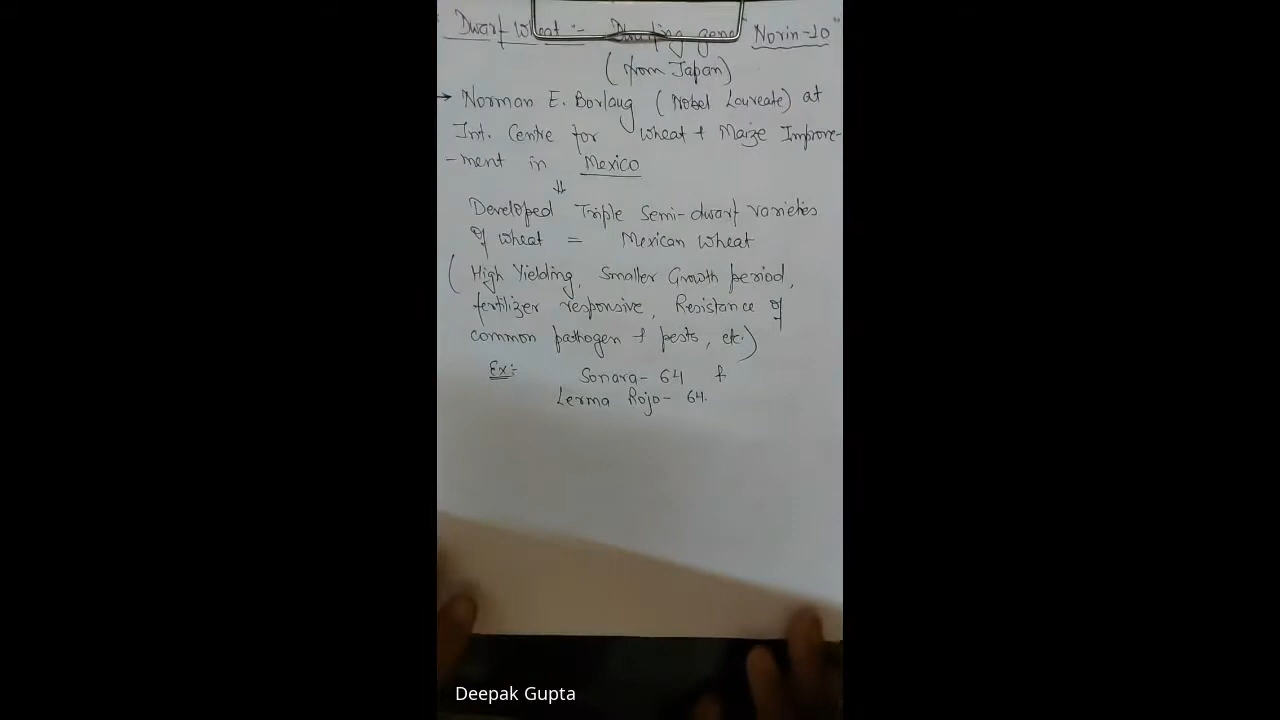 Dwarf Wheat :- gene Norin-10"
(from Japan)
→ Norman E. Borlaug (Nobel Laureate) at
Int. Centre for Wheat + Maize Improve-
-ment in Mexico
⇓
Developed Triple Semi-dwarf varieties
of wheat = Mexican Wheat
(High Yielding, Smaller Growth period,
fertilizer responsive, Resistance of
common pathogen + pests, etc.)
Ex:- Sonara- 64 &
Lerma Rojo- 64.
Deepak Gupta